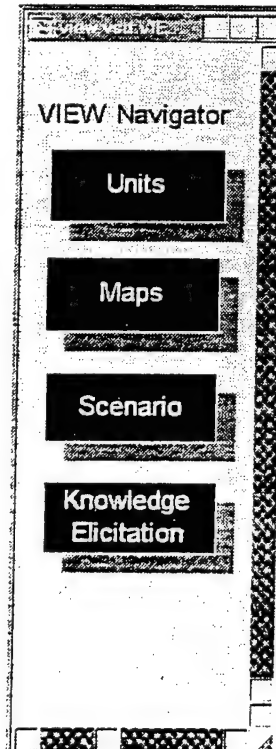 VIEW Navigator
Units
Maps
Scenario
Knowledge
Elicitation